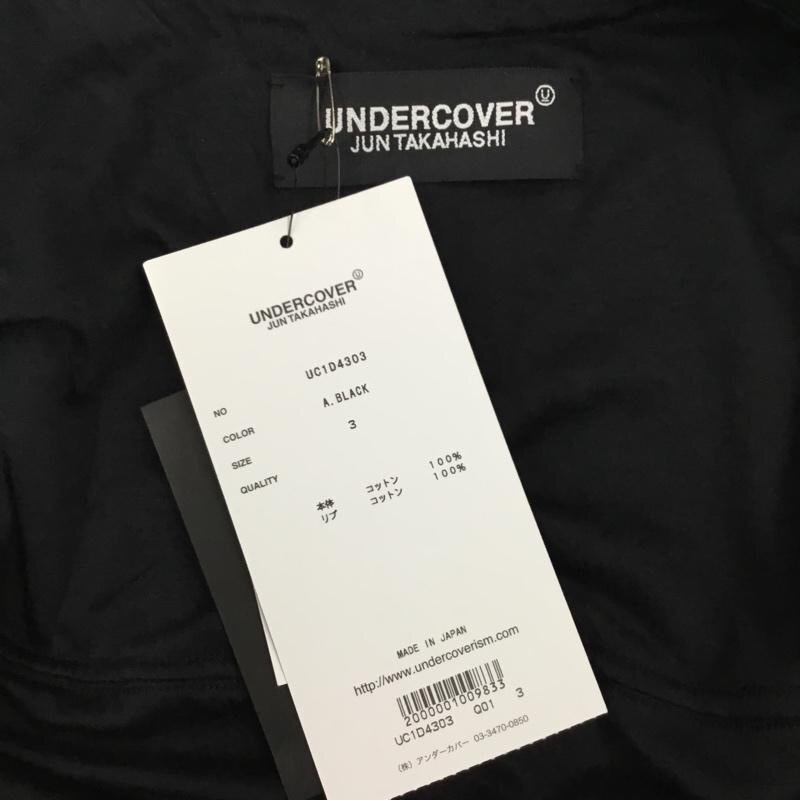 UNDERCOVER Ⓤ
JUN TAKAHASHI
UNDERCOVER Ⓤ
JUN TAKAHASHI
NO UC1D4303
COLOR A.BLACK
SIZE 3
QUALITY
本体 コットン 100%
リブ コットン 100%
MADE IN JAPAN
http://www.undercoverism.com
2000001009833
UC1D4303 Q01 3
(株) アンダーカバー 03-3470-0850